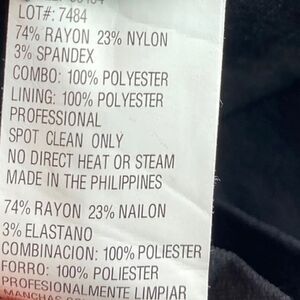 LOT#: 7484
74% RAYON 23% NYLON
3% SPANDEX
COMBO: 100% POLYESTER
LINING: 100% POLYESTER
PROFESSIONAL
SPOT CLEAN ONLY
NO DIRECT HEAT OR STEAM
MADE IN THE PHILIPPINES
74% RAYON 23% NAILON
3% ELASTANO
COMBINACION: 100% POLIESTER
FORRO: 100% POLIESTER
PROFESIONALMENTE LIMPIAR
MANCHAS